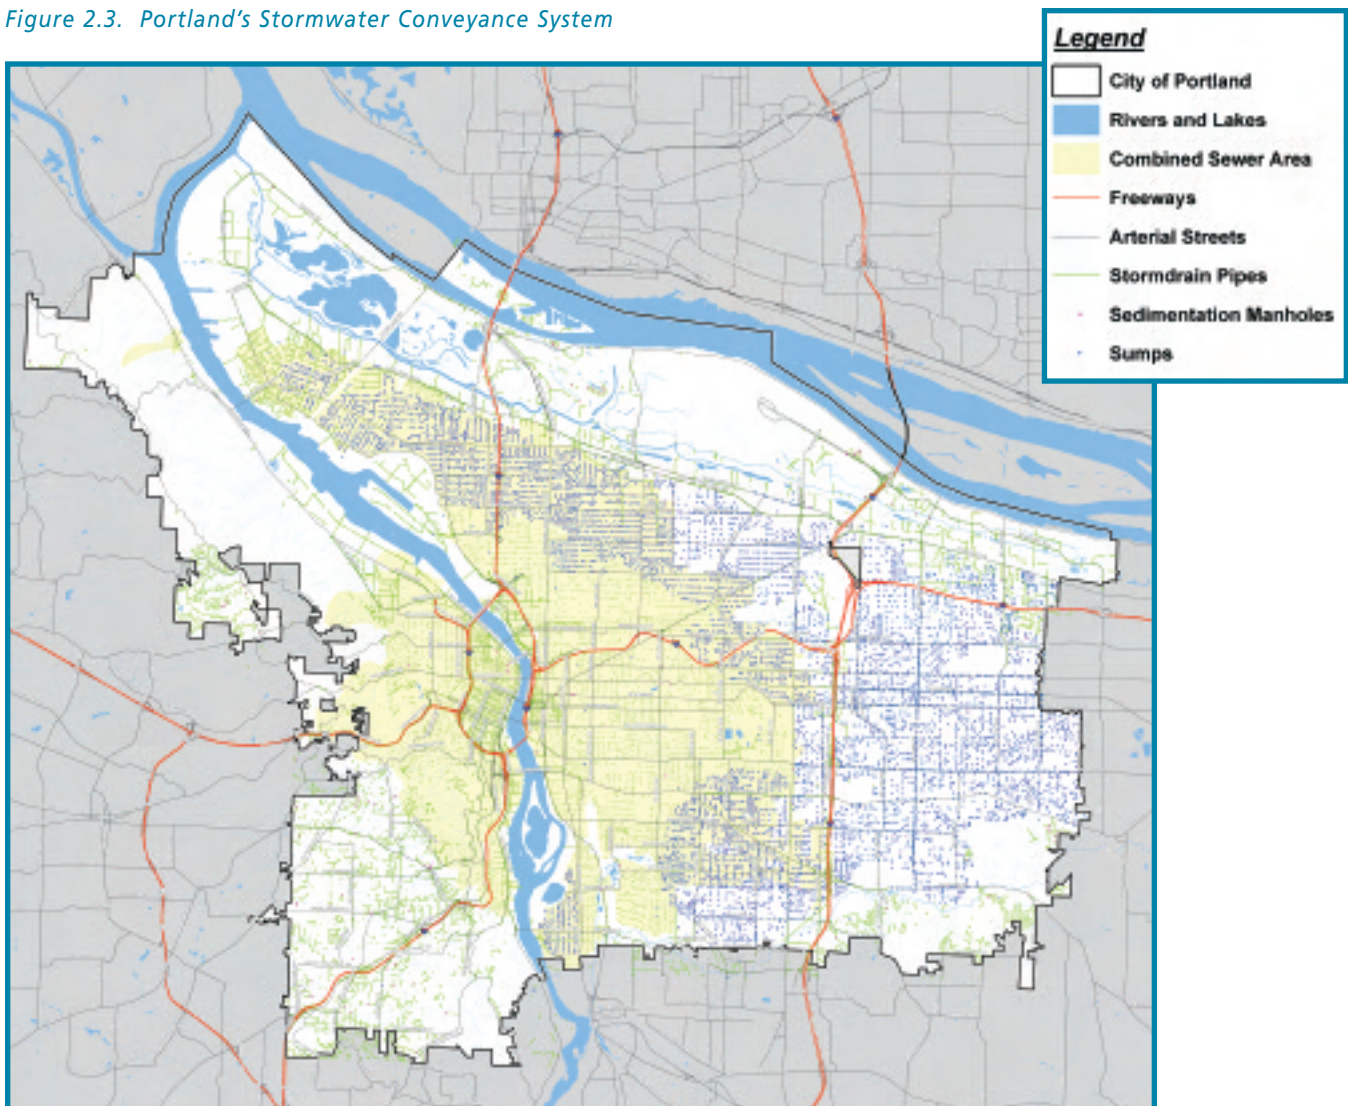 Figure 2.3. Portland's Stormwater Conveyance System
Legend
City of Portland
Rivers and Lakes
Combined Sewer Area
Freeways
Arterial Streets
Stormdrain Pipes
Sedimentation Manholes
Sumps